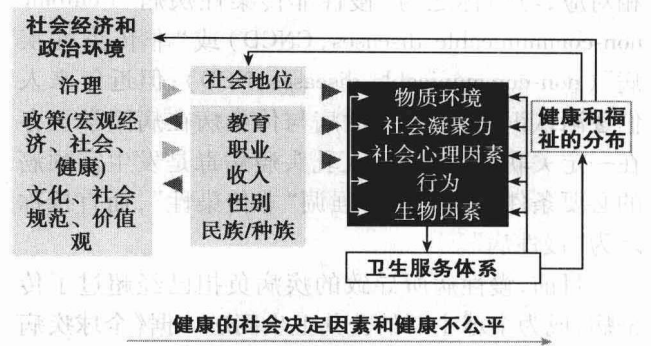 社会经济和
政治环境
治理
政策(宏观经
济、社会、
健康)
文化、社会
规范、价值
观
社会地位
教育
职业
收入
性别
民族/种族
物质环境
社会凝聚力
社会心理因素
行为
生物因素
卫生服务体系
健康和福
祉的分布
健康的社会决定因素和健康不公平